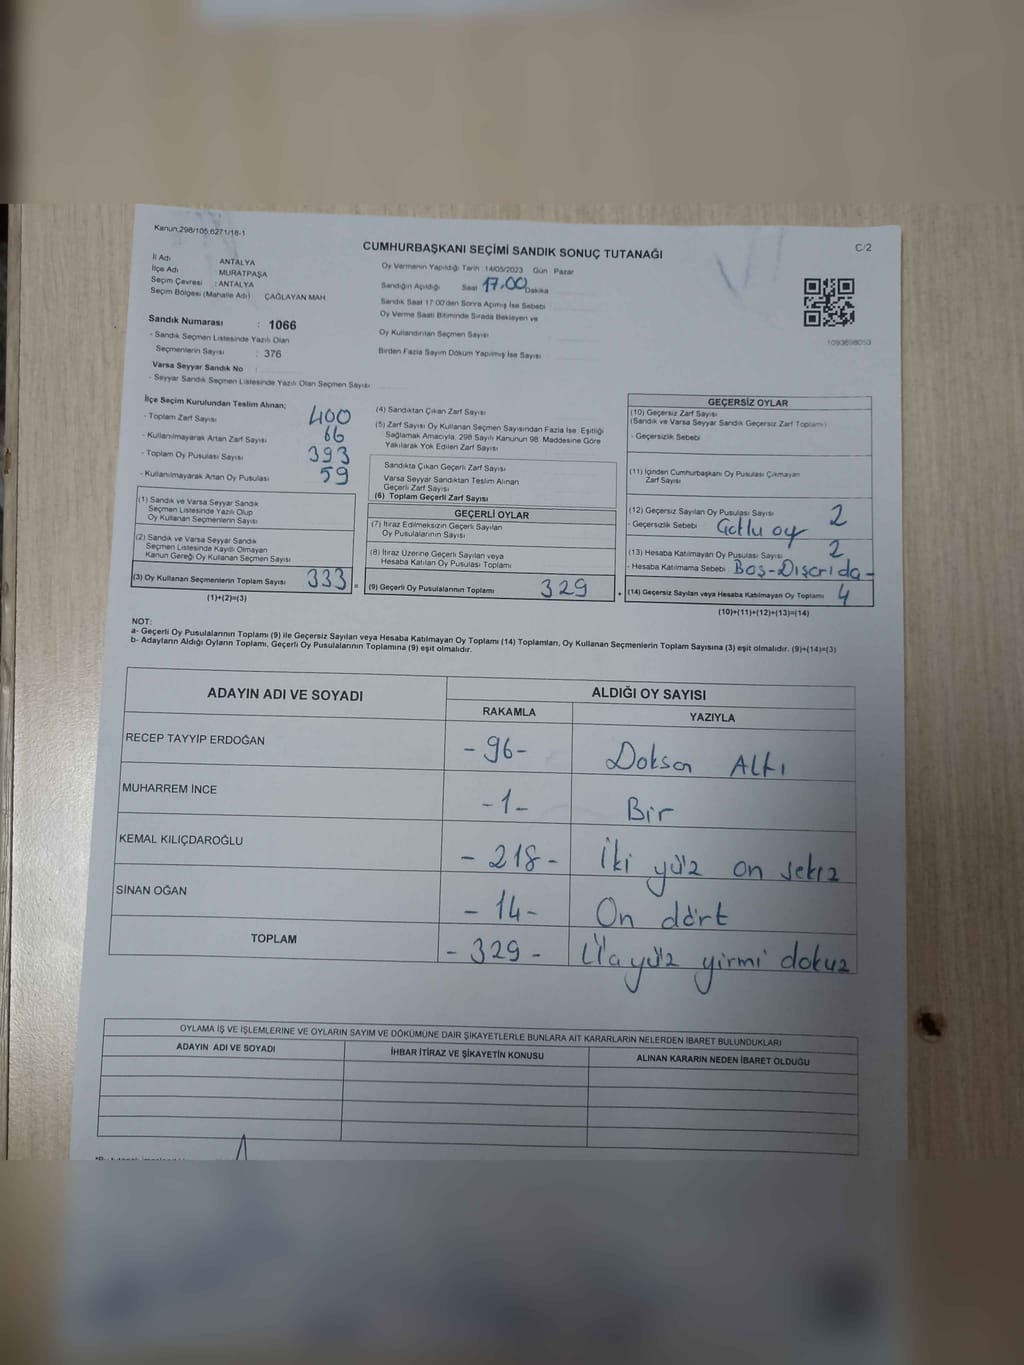 Kanun.298/105.6271/16-1
C/2
CUMHURBAŞKANI SEÇİMİ SANDIK SONUÇ TUTANAĞI
İl Adı ANTALYA
İlçe Adı MURATPAŞA
Seçim Çevresi : ANTALYA
Seçim Bölgesi (Mahalle Adı) ÇAĞLAYAN MAH
Oy Vermenin Yapıldığı Tarih 14/05/2023 Gün Pazar
Sandığın Açıldığı Saat 17.00 Dakika
Sandık Saat 17 00'den Sonra Açılmış İse Sebebi
Oy Verme Saati Bitiminde Sırada Bekleyen ve
Oy Kullandırılan Seçmen Sayısı
Birden Fazla Sayım Döküm Yapılmış İse Sayısı
1093698053
Sandık Numarası : 1066
- Sandık Seçmen Listesinde Yazılı Olan
Seçmenlerin Sayısı : 376
Varsa Seyyar Sandık No :
- Seyyar Sandık Seçmen Listesinde Yazılı Olan Seçmen Sayısı
İlçe Seçim Kurulundan Teslim Alınan;
- Toplam Zarf Sayısı 400
- Kullanılmayarak Artan Zarf Sayısı 66
- Toplam Oy Pusulası Sayısı 393
- Kullanılmayarak Artan Oy Pusulası 59
(1) Sandık ve Varsa Seyyar Sandık
Seçmen Listesinde Yazılı Olup
Oy Kullanan Seçmenlerin Sayısı
(2) Sandık ve Varsa Seyyar Sandık
Seçmen Listesinde Kayıtlı Olmayan
Kanun Gereği Oy Kullanan Seçmen Sayısı
(3) Oy Kullanan Seçmenlerin Toplam Sayısı 333 =
(1)+(2)=(3)
(4) Sandıktan Çıkan Zarf Sayısı
(5) Zarf Sayısı Oy Kullanan Seçmen Sayısından Fazla İse, Eşitliği
Sağlamak Amacıyla, 298 Sayılı Kanunun 98. Maddesine Göre
Yakılarak Yok Edilen Zarf Sayısı
Sandıkta Çıkan Geçerli Zarf Sayısı
Varsa Seyyar Sandıktan Teslim Alınan
Geçerli Zarf Sayısı
(6) Toplam Geçerli Zarf Sayısı
GEÇERLİ OYLAR
(7) İtiraz Edilmeksizin Geçerli Sayılan
Oy Pusulalarının Sayısı
(8) İtiraz Üzerine Geçerli Sayılan veya
Hesaba Katılan Oy Pusulası Toplamı
(9) Geçerli Oy Pusulalarının Toplamı 329 +
GEÇERSİZ OYLAR
(10) Geçersiz Zarf Sayısı
(Sandık ve Varsa Seyyar Sandık Geçersiz Zarf Toplamı)
- Geçersizlik Sebebi
(11) İçinden Cumhurbaşkanı Oy Pusulası Çıkmayan
Zarf Sayısı
(12) Geçersiz Sayılan Oy Pusulası Sayısı 2
- Geçersizlik Sebebi
(13) Hesaba Katılmayan Oy Pusulası Sayısı 2
- Hesaba Katılmama Sebebi Boş-
(14) Geçersiz Sayılan veya Hesaba Katılmayan Oy Toplamı 4
(10)+(11)+(12)+(13)=(14)
NOT:
a- Geçerli Oy Pusulalarının Toplamı (9) ile Geçersiz Sayılan veya Hesaba Katılmayan Oy Toplamı (14) Toplamları, Oy Kullanan Seçmenlerin Toplam Sayısına (3) eşit olmalıdır. (9)+(14)=(3)
b- Adayların Aldığı Oyların Toplamı, Geçerli Oy Pusulalarının Toplamına (9) eşit olmalıdır.
ADAYIN ADI VE SOYADI ALDIĞI OY SAYISI
RAKAMLA YAZIYLA
RECEP TAYYİP ERDOĞAN -96- Doksan Altı
MUHARREM İNCE -1- Bir
KEMAL KILIÇDAROĞLU -218- İki yüz on sekiz
SİNAN OĞAN -14- On dört
TOPLAM -329- Üçyüz yirmi dokuz
OYLAMA İŞ VE İŞLEMLERİNE VE OYLARIN SAYIM VE DÖKÜMÜNE DAİR ŞİKAYETLERLE BUNLARA AİT KARARLARIN NELERDEN İBARET BULUNDUKLARI
ADAYIN ADI VE SOYADI İHBAR İTİRAZ VE ŞİKAYETİN KONUSU ALINAN KARARIN NEDEN İBARET OLDUĞU